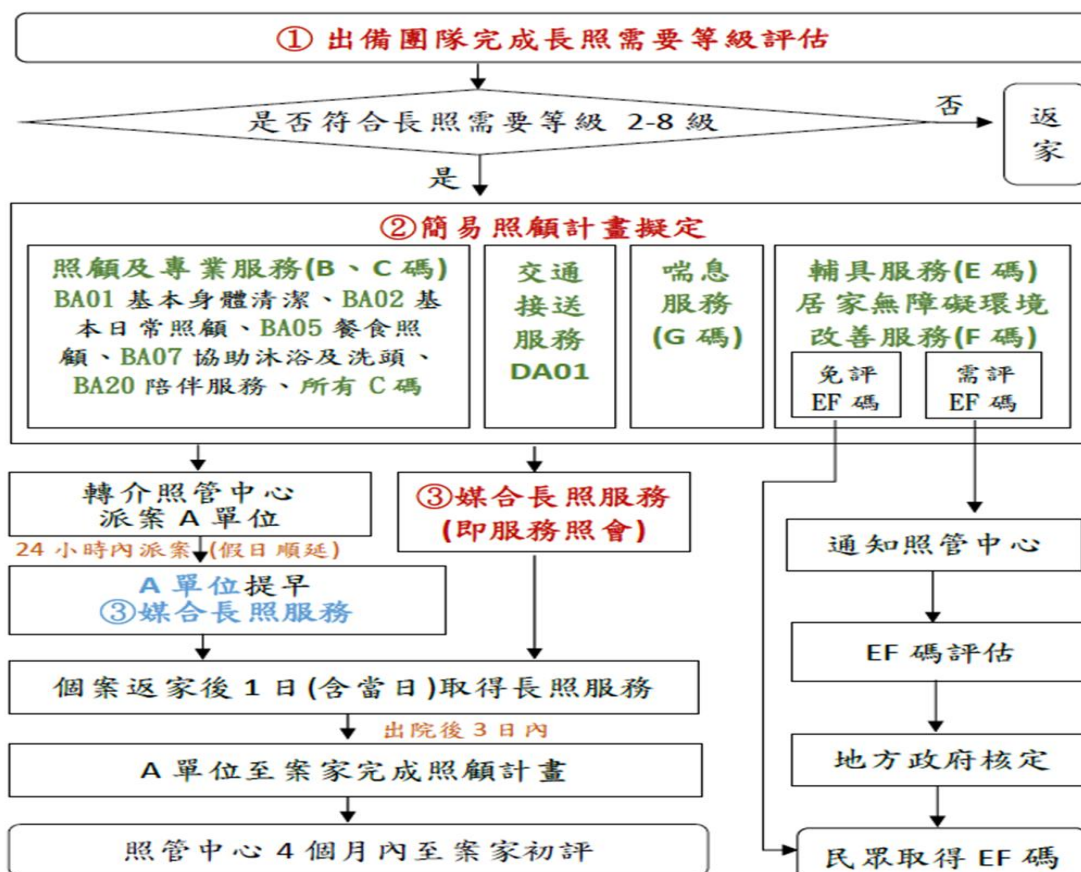 ① 出備團隊完成長照需要等級評估
是否符合長照需要等級 2-8 級
否
返
家
是
②簡易照顧計畫擬定
照顧及專業服務(B、C 碼)
BA01 基本身體清潔、BA02 基
本日常照顧、BA05 餐食照
顧、BA07 協助沐浴及洗頭、
BA20 陪伴服務、所有 C 碼
交通
接送
服務
DA01
喘息
服務
(G 碼)
輔具服務(E 碼)
居家無障礙環境
改善服務(F 碼)
免評
EF 碼
需評
EF 碼
轉介照管中心
派案 A 單位
24 小時內派案 (假日順延)
A 單位提早
③媒合長照服務
③媒合長照服務
(即服務照會)
通知照管中心
EF 碼評估
個案返家後 1 日(含當日)取得長照服務
出院後 3 日內
A 單位至案家完成照顧計畫
地方政府核定
照管中心 4 個月內至案家初評
民眾取得 EF 碼